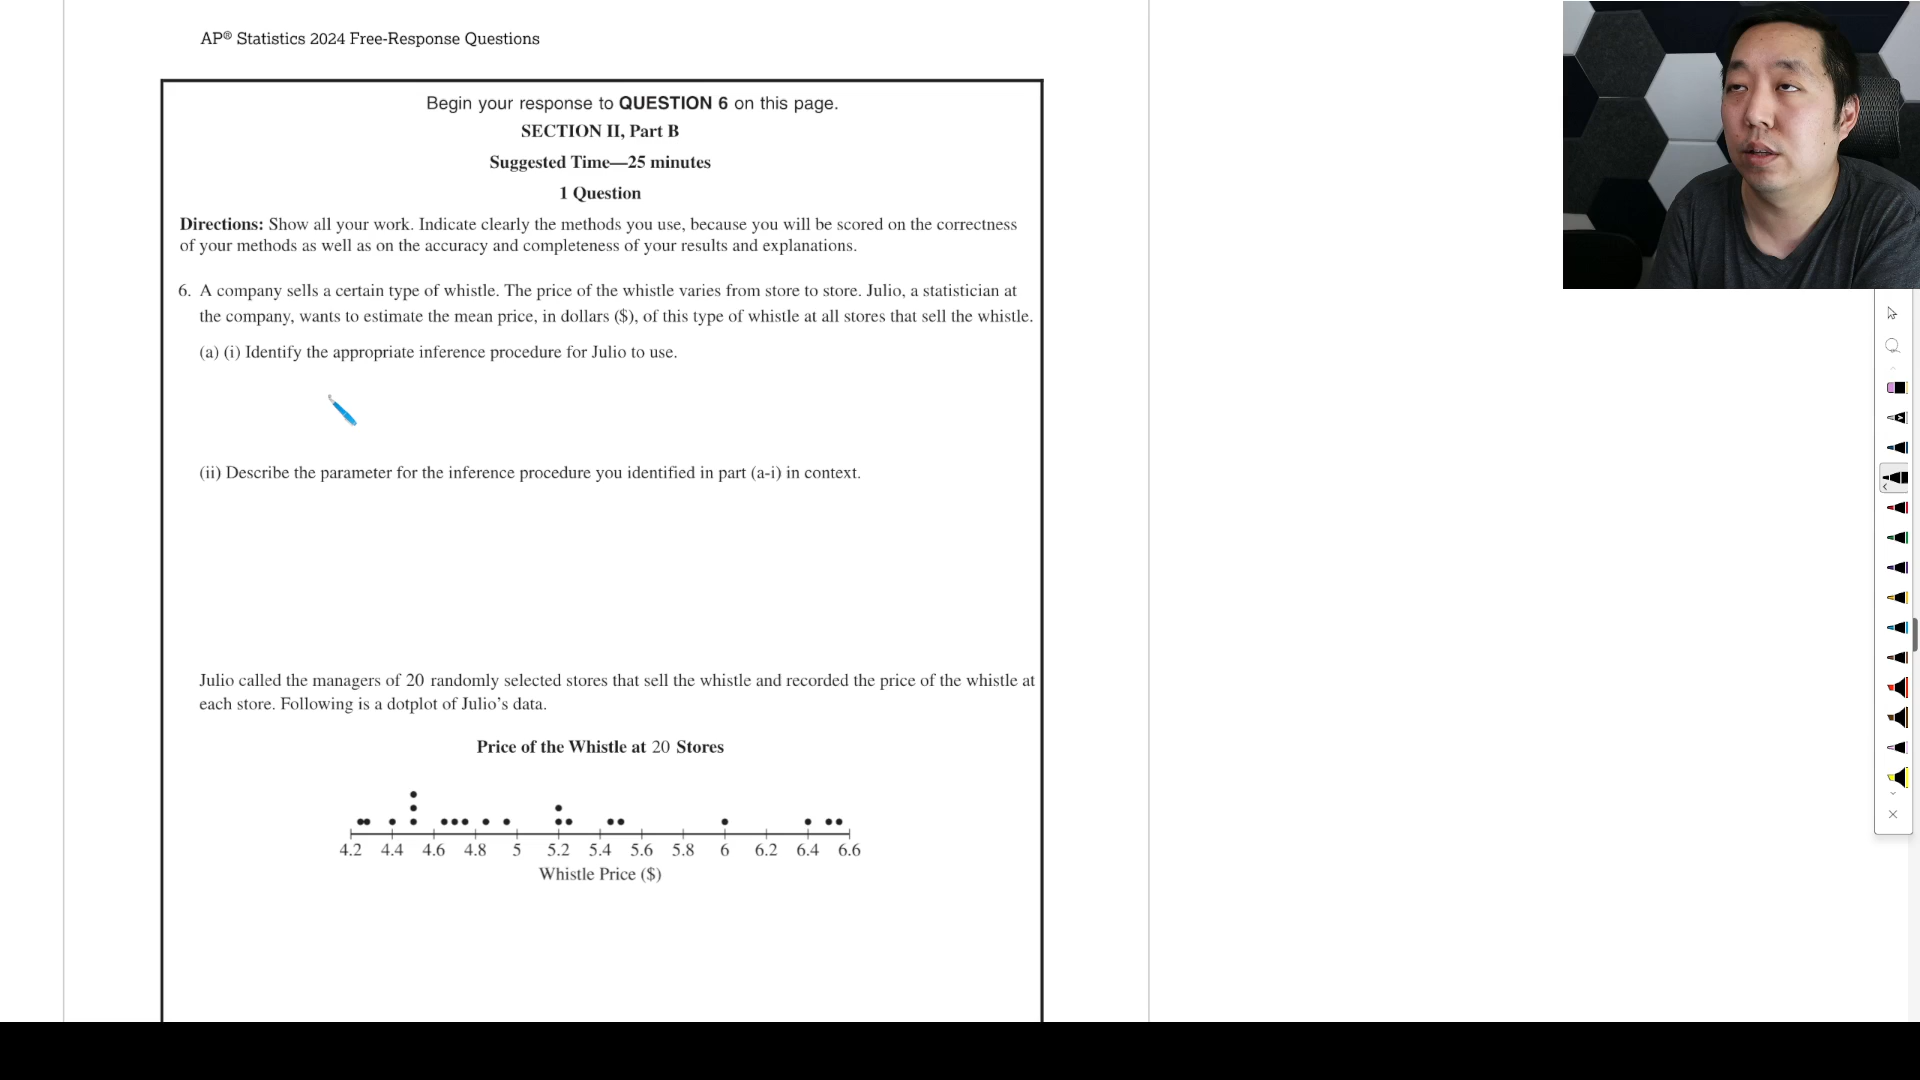 AP® Statistics 2024 Free-Response Questions
Begin your response to QUESTION 6 on this page.
SECTION II, Part B
Suggested Time—25 minutes
1 Question
Directions: Show all your work. Indicate clearly the methods you use, because you will be scored on the correctness
of your methods as well as on the accuracy and completeness of your results and explanations.
6. A company sells a certain type of whistle. The price of the whistle varies from store to store. Julio, a statistician at
the company, wants to estimate the mean price, in dollars ($), of this type of whistle at all stores that sell the whistle.
(a) (i) Identify the appropriate inference procedure for Julio to use.
(ii) Describe the parameter for the inference procedure you identified in part (a-i) in context.
Julio called the managers of 20 randomly selected stores that sell the whistle and recorded the price of the whistle at
each store. Following is a dotplot of Julio's data.
Price of the Whistle at 20 Stores
4.2 4.4 4.6 4.8 5 5.2 5.4 5.6 5.8 6 6.2 6.4 6.6
Whistle Price ($)